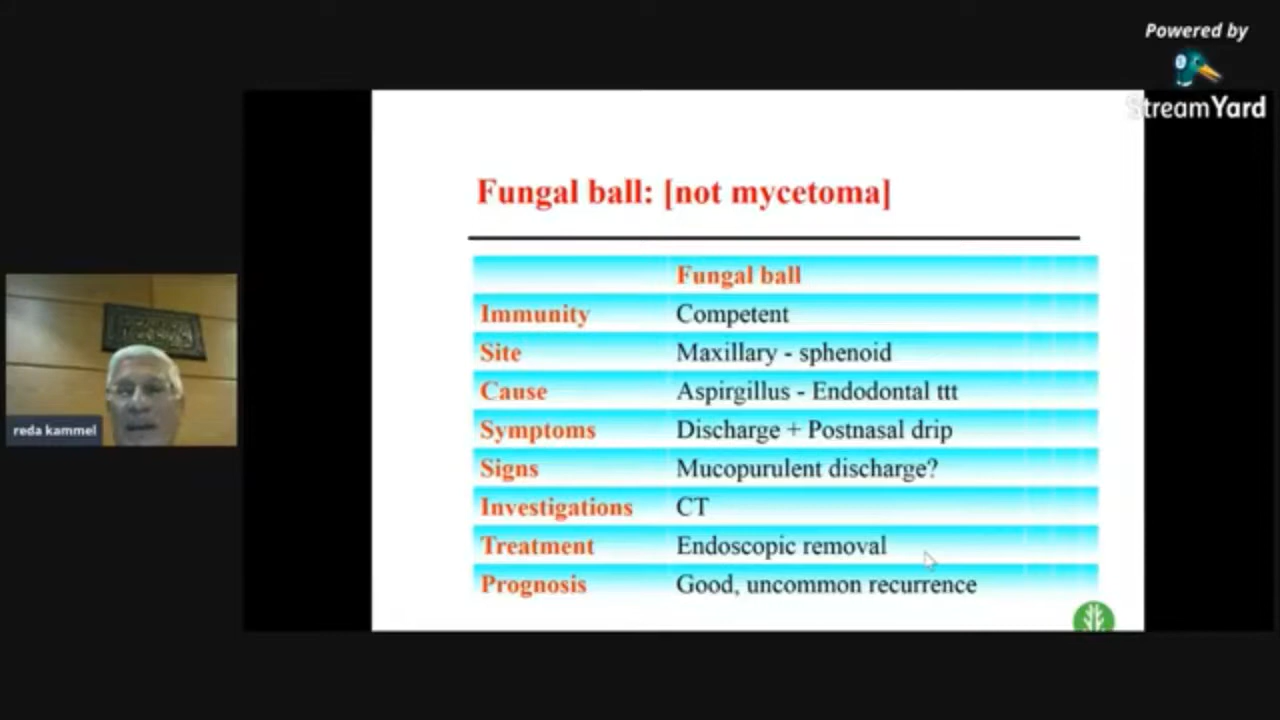 Powered by
StreamYard
Fungal ball: [not mycetoma]
Fungal ball
Immunity Competent
Site Maxillary - sphenoid
Cause Aspirgillus - Endodontal ttt
Symptoms Discharge + Postnasal drip
Signs Mucopurulent discharge?
Investigations CT
Treatment Endoscopic removal
Prognosis Good, uncommon recurrence
reda kammel